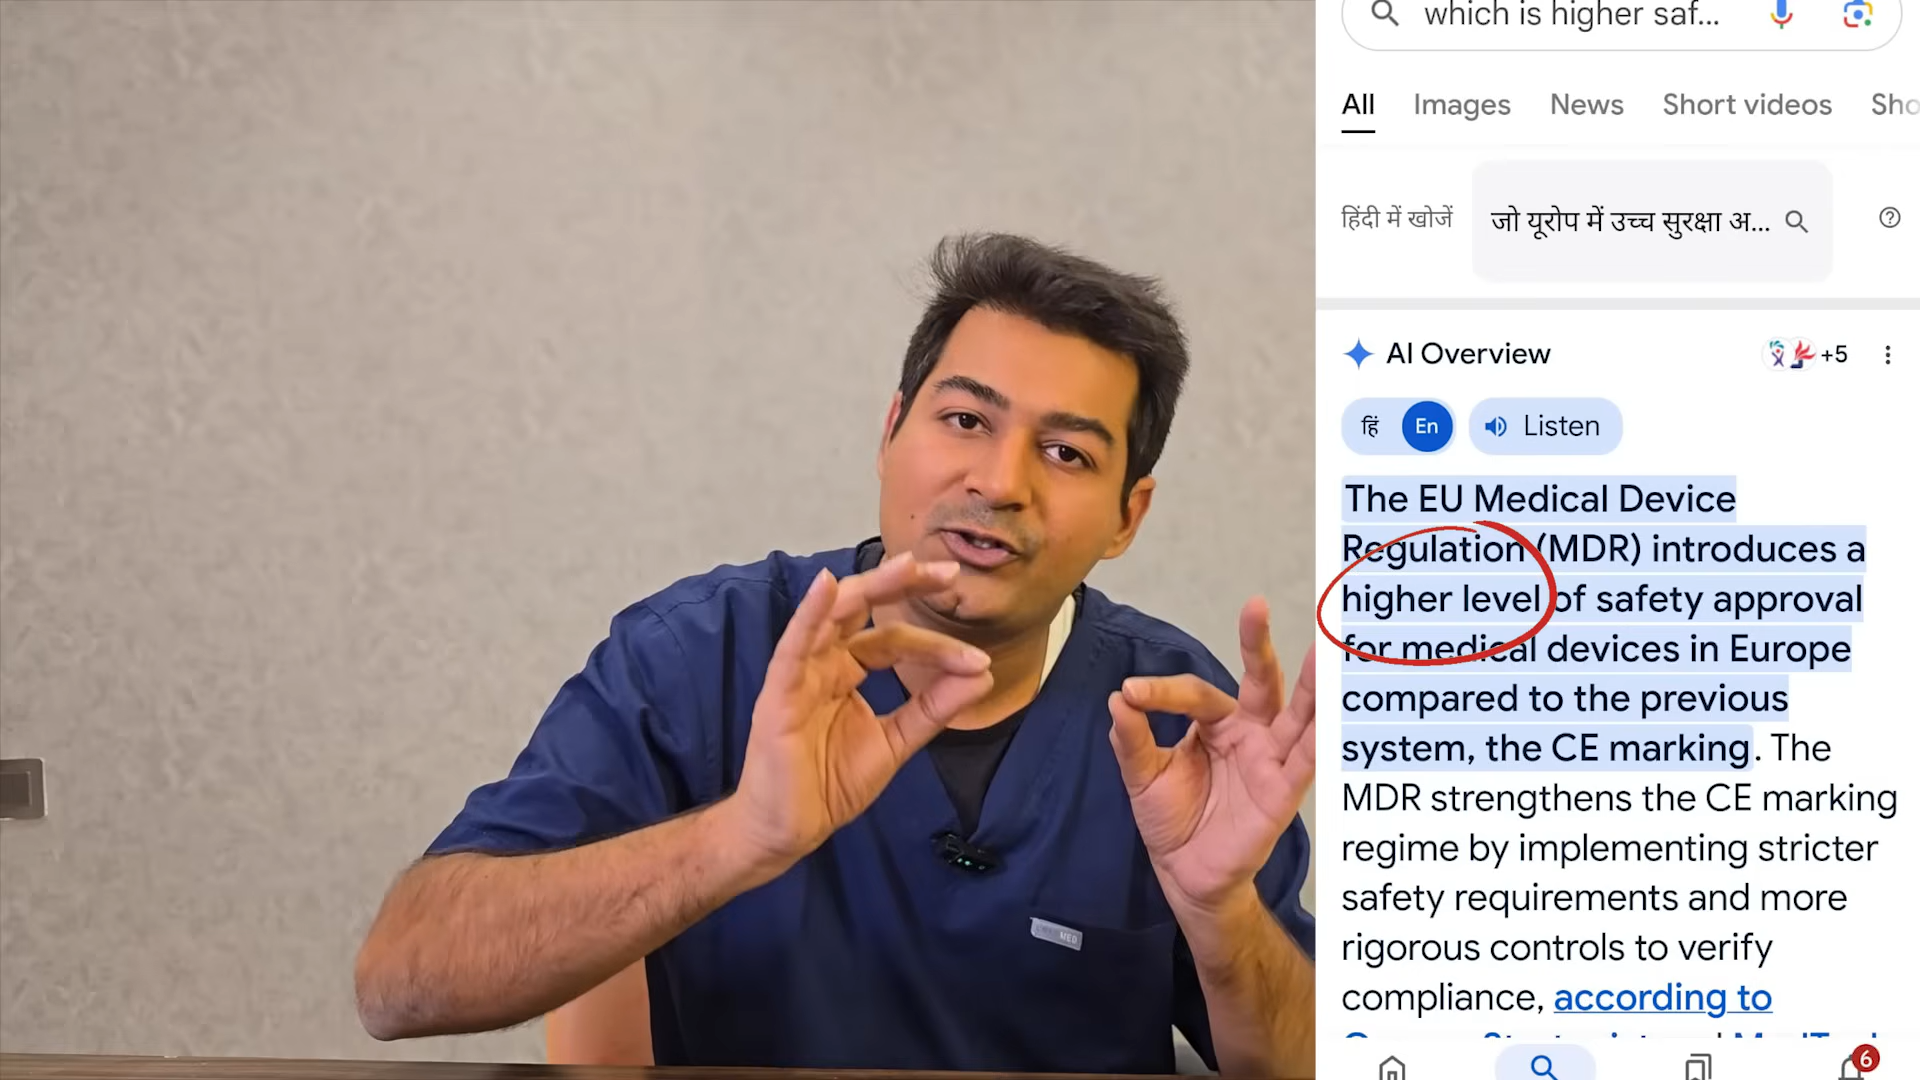 which is higher saf...
All Images News Short videos Sho
हिंदी में खोजें
जो यूरोप में उच्च सुरक्षा अ...
AI Overview
+5
हिं En Listen
The EU Medical Device
Regulation (MDR) introduces a
higher level of safety approval
for medical devices in Europe
compared to the previous
system, the CE marking. The
MDR strengthens the CE marking
regime by implementing stricter
safety requirements and more
rigorous controls to verify
compliance, according to
6
MED